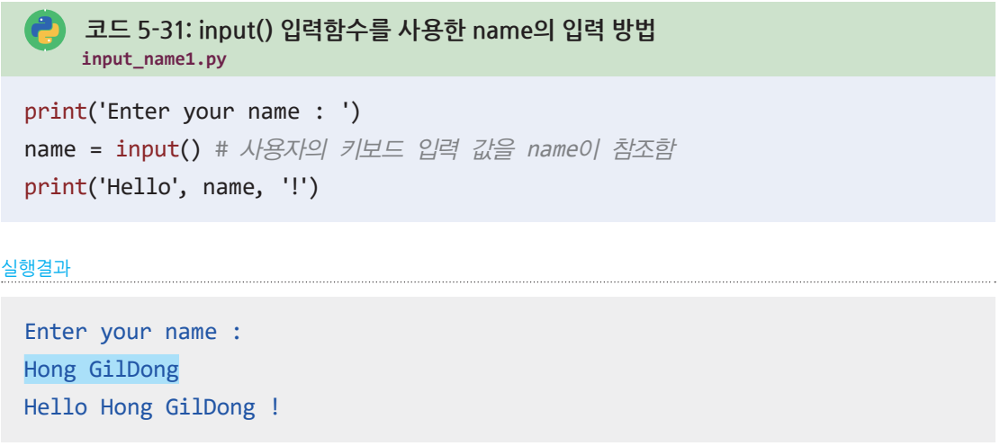 코드 5-31: input() 입력함수를 사용한 name의 입력 방법
input_name1.py
print('Enter your name : ')
name = input() # 사용자의 키보드 입력 값을 name이 참조함
print('Hello', name, '!')
실행결과
Enter your name :
Hong GilDong
Hello Hong GilDong !